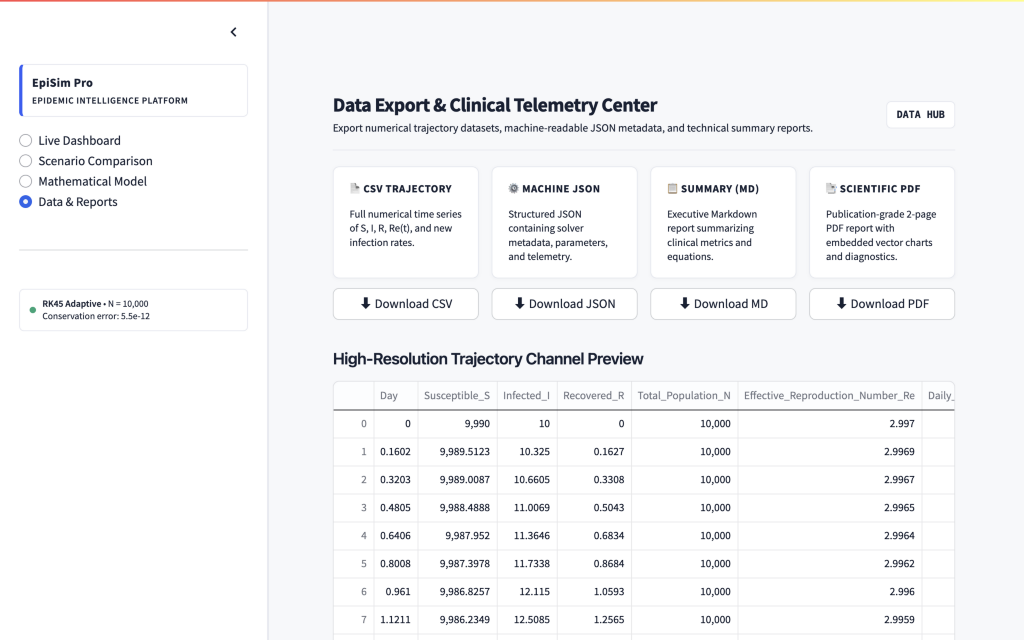 EpiSim Pro
EPIDEMIC INTELLIGENCE PLATFORM
Live Dashboard
Scenario Comparison
Mathematical Model
Data & Reports
RK45 Adaptive • N = 10,000
Conservation error: 5.5e-12
Data Export & Clinical Telemetry Center
Export numerical trajectory datasets, machine-readable JSON metadata, and technical summary reports.
DATA HUB
CSV TRAJECTORY
Full numerical time series
of S, I, R, Re(t), and new
infection rates.
Download CSV
MACHINE JSON
Structured JSON
containing solver
metadata, parameters,
and telemetry.
Download JSON
SUMMARY (MD)
Executive Markdown
report summarizing
clinical metrics and
equations.
Download MD
SCIENTIFIC PDF
Publication-grade 2-page
PDF report with
embedded vector charts
and diagnostics.
Download PDF
High-Resolution Trajectory Channel Preview
Day Susceptible_S Infected_I Recovered_R Total_Population_N Effective_Reproduction_Number_Re Daily_
0 0 9,990 10 0 10,000 2.997
1 0.1602 9,989.5123 10.325 0.1627 10,000 2.9969
2 0.3203 9,989.0087 10.6605 0.3308 10,000 2.9967
3 0.4805 9,988.4888 11.0069 0.5043 10,000 2.9965
4 0.6406 9,987.952 11.3646 0.6834 10,000 2.9964
5 0.8008 9,987.3978 11.7338 0.8684 10,000 2.9962
6 0.961 9,986.8257 12.115 1.0593 10,000 2.996
7 1.1211 9,986.2349 12.5085 1.2565 10,000 2.9959